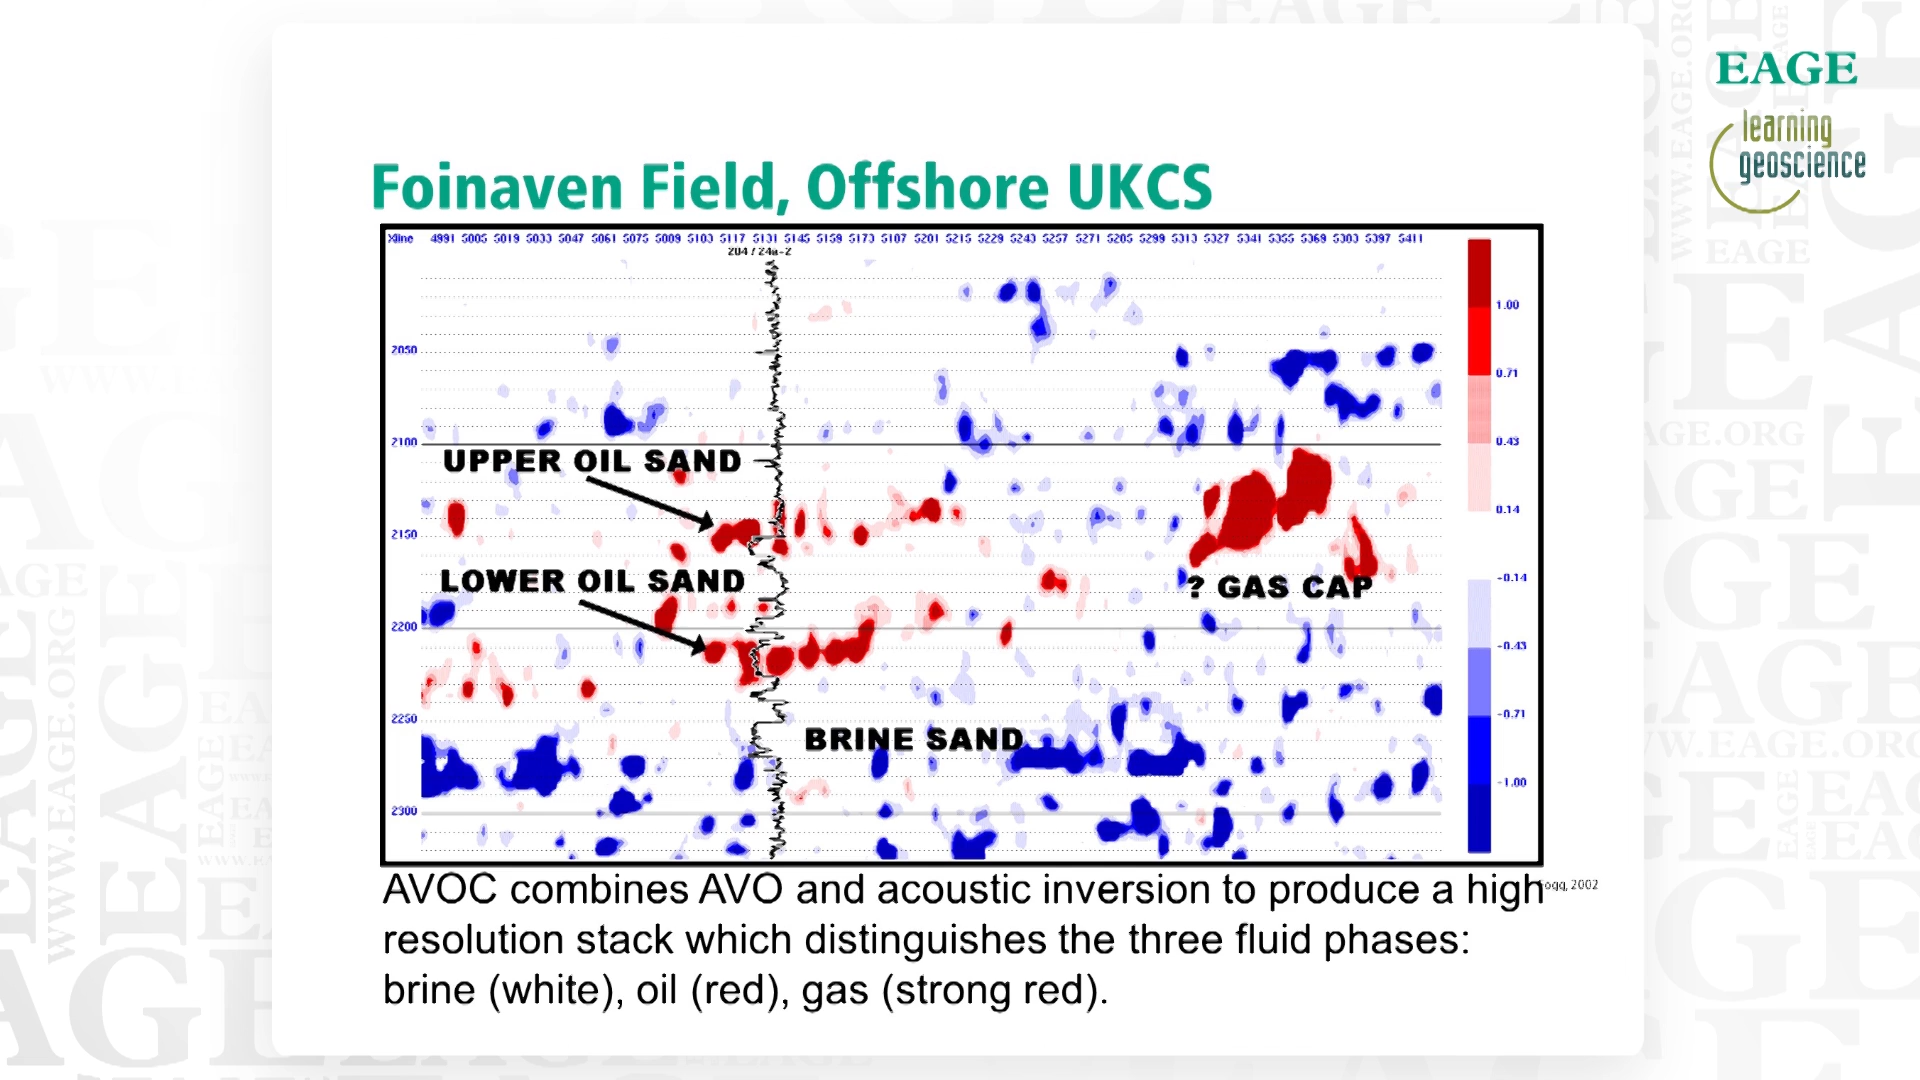 EAGE
learning
geoscience
Foinaven Field, Offshore UKCS
Xline 4991 5005 5019 5033 5047 5061 5075 5089 5103 5117 5131 5145 5159 5173 5187 5201 5215 5229 5243 5257 5271 5285 5299 5313 5327 5341 5355 5369 5383 5397 5411
204/24a-2
1.00
2050
0.71
2100
0.43
UPPER OIL SAND
0.14
2150
LOWER OIL SAND
? GAS CAP
-0.14
2200
-0.43
2250
-0.71
BRINE SAND
-1.00
2300
AVOC combines AVO and acoustic inversion to produce a high
2002
resolution stack which distinguishes the three fluid phases:
brine (white), oil (red), gas (strong red).